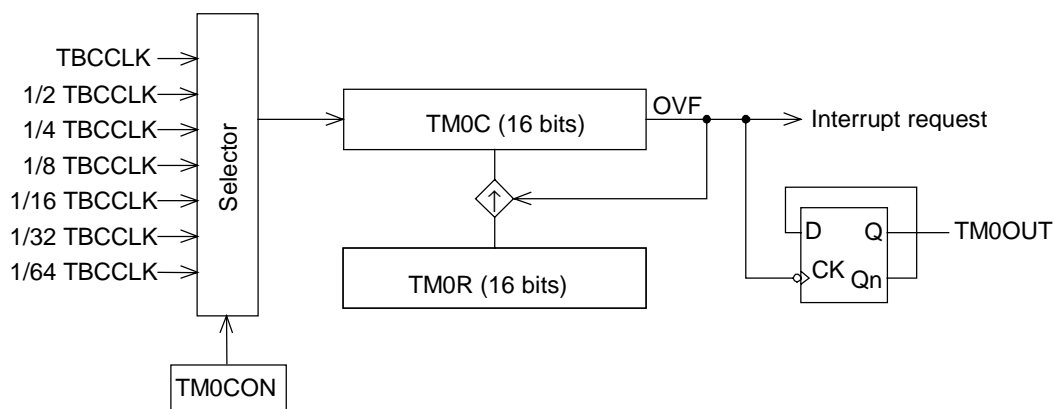 TBCCLK
1/2 TBCCLK
1/4 TBCCLK
1/8 TBCCLK
1/16 TBCCLK
1/32 TBCCLK
1/64 TBCCLK
Selector
TM0CON
TM0C (16 bits)
OVF
Interrupt request
TM0R (16 bits)
D Q
CK
Qn
TM0OUT